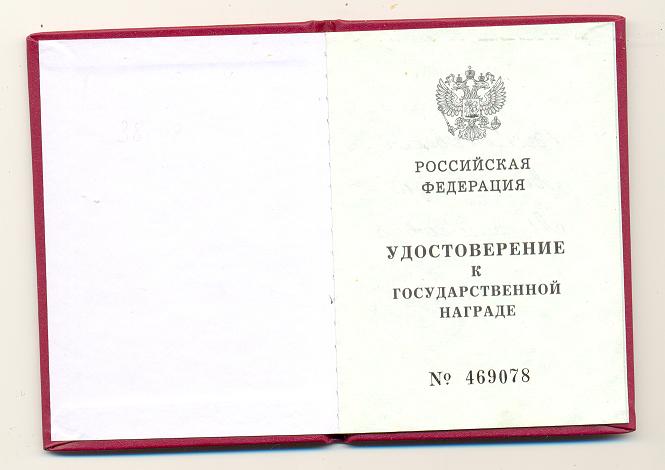 РОССИЙСКАЯ
ФЕДЕРАЦИЯ
УДОСТОВЕРЕНИЕ
К
ГОСУДАРСТВЕННОЙ
НАГРАДЕ
№ 469078